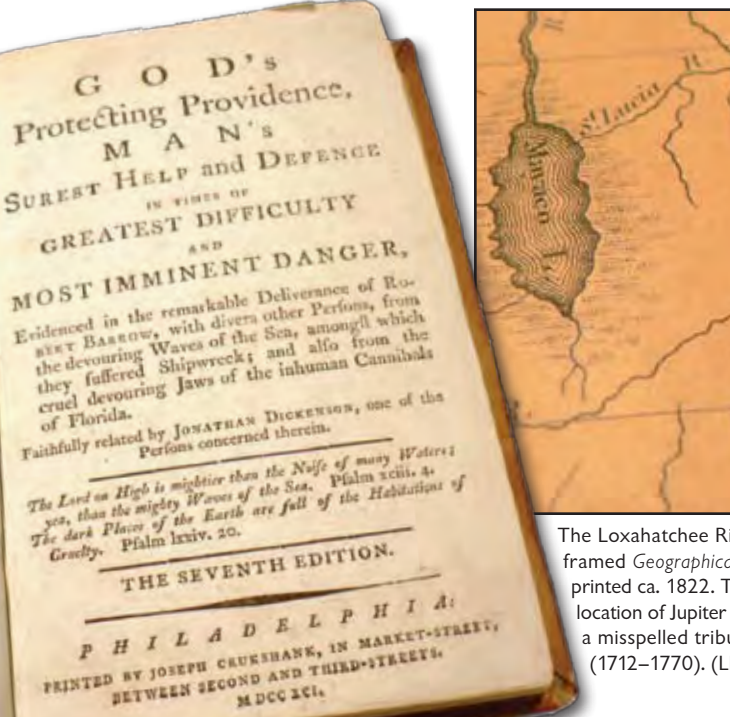 G O D's
Protecting Providence,
M A N's
SUREST HELP and DEFENCE
IN TIMES OF
GREATEST DIFFICULTY
AND
MOST IMMINENT DANGER,
Evidenced in the remarkable Deliverance of RO-
BERT BARROW, with divers other Perſons, from
the devouring Waves of the Sea, amongſt which
they ſuffered Shipwreck; and alſo from the
cruel devouring Jaws of the inhuman Cannibals
of Florida.
Faithfully related by JONATHAN DICKENSON, one of the
Perſons concerned therein.
The Lord on High is mightier than the Noiſe of many Waters;
yea, than the mighty Waves of the Sea. Pſalm xciii. 4.
The dark Places of the Earth are full of the Habitations of
Cruelty. Pſalm lxxiv. 20.
THE SEVENTH EDITION.
P H I L A D E L P H I A:
PRINTED BY JOSEPH CRUKSHANK, IN MARKET-STREET,
BETWEEN SECOND AND THIRD-STREETS.
M DCC XCI.
R
St. Lucia R
Mayaco L.
R.
The Loxahatchee Ri
framed Geographica
printed ca. 1822. T
location of Jupiter
a misspelled tribu
(1712–1770). (L